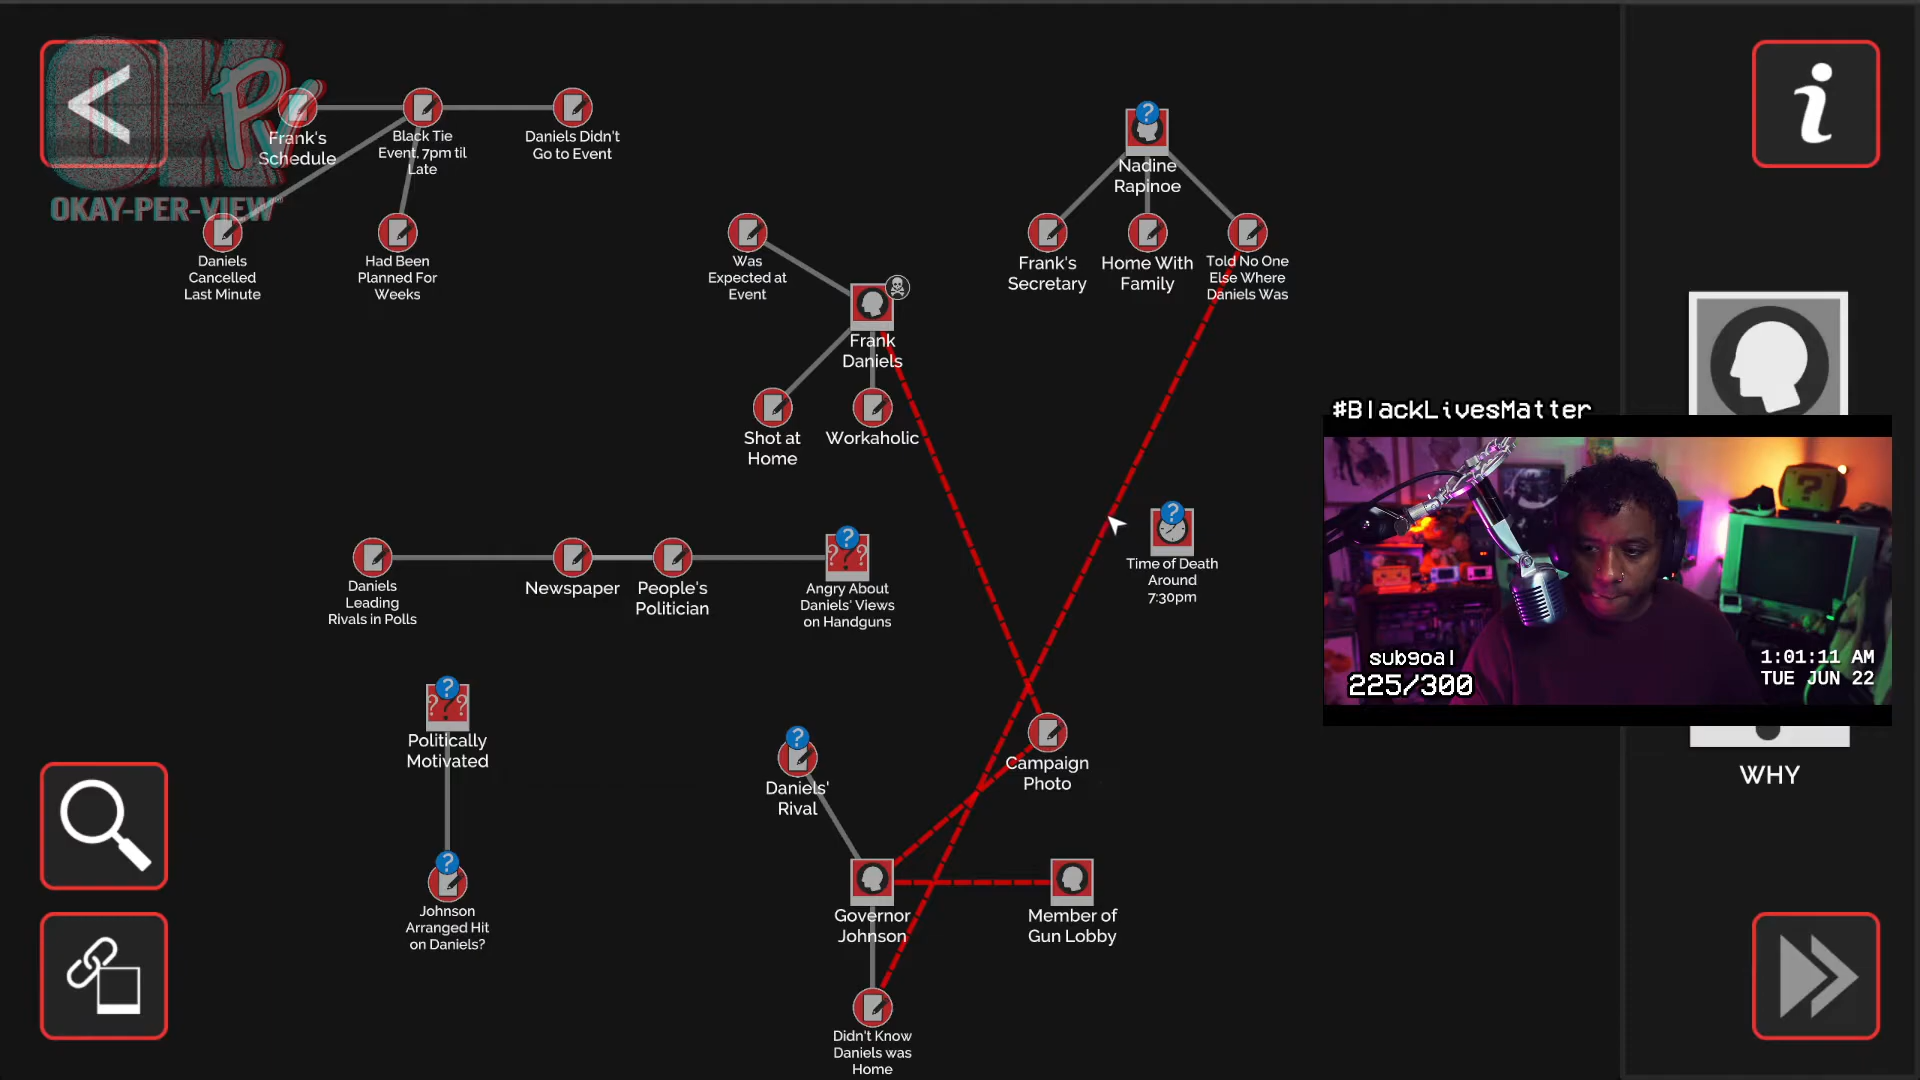 OKAY-PER-VIEW
Frank's
Schedule
Black Tie
Event, 7pm til
Late
Daniels Didn't
Go to Event
Daniels
Cancelled
Last Minute
Had Been
Planned For
Weeks
Nadine
Rapinoe
Was
Expected at
Event
Frank's
Secretary
Home With
Family
Told No One
Else Where
Daniels Was
Frank
Daniels
Shot at
Home
Workaholic
#BlackLivesMatter
Daniels
Leading
Rivals in Polls
Newspaper
People's
Politician
Angry About
Daniels' Views
on Handguns
Time of Death
Around
7:30pm
subgoal
225/300
1:01:11 AM
TUE JUN 22
Politically
Motivated
Daniels'
Rival
Campaign
Photo
WHY
Johnson
Arranged Hit
on Daniels?
Governor
Johnson
Member of
Gun Lobby
Didn't Know
Daniels was
Home